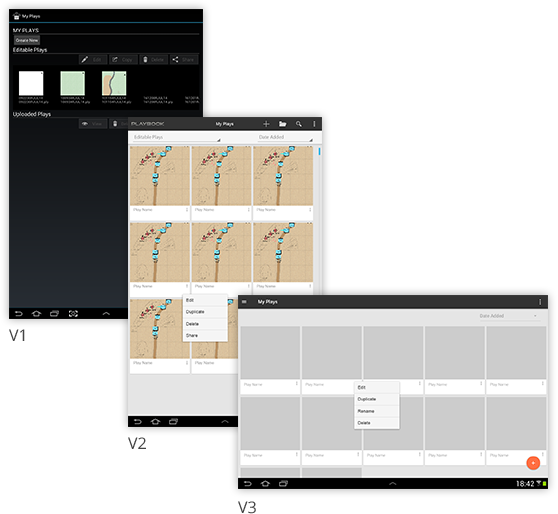 My Plays
MY PLAYS
Create New
Editable Plays
Edit
Copy
Delete
Share
Uploaded Plays
V1
PLAYBOOK
My Plays
Editable Plays
Date Added
Play Name
Play Name
Play Name
Play Name
Play Name
Play Name
Edit
Duplicate
Delete
Share
Play Name
V2
My Plays
Date Added
Play Name
Play Name
Play Name
Play Name
Play Name
Edit
Duplicate
Rename
Delete
Play Name
Play Name
Play Name
Play Name
Play Name
18:42
V3